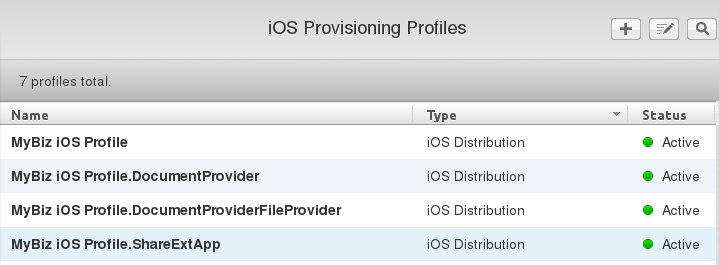 iOS Provisioning Profiles
7 profiles total.
Name Type Status
MyBiz iOS Profile iOS Distribution Active
MyBiz iOS Profile.DocumentProvider iOS Distribution Active
MyBiz iOS Profile.DocumentProviderFileProvider iOS Distribution Active
MyBiz iOS Profile.ShareExtApp iOS Distribution Active